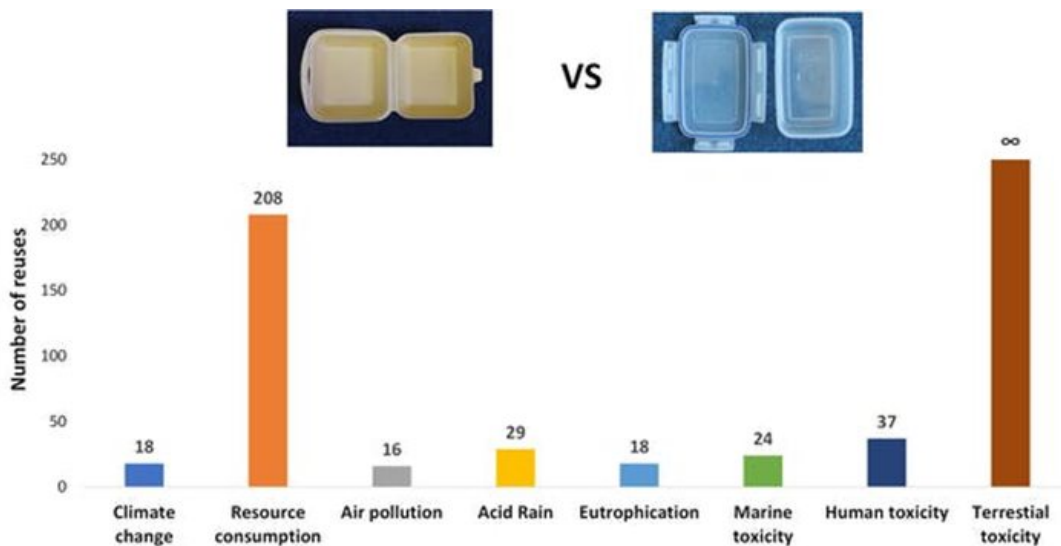 VS
Number of reuses
250
200
150
100
50
0
18
208
16
29
18
24
37
∞
Climate
change
Resource
consumption
Air pollution
Acid Rain
Eutrophication
Marine
toxicity
Human toxicity
Terrestial
toxicity